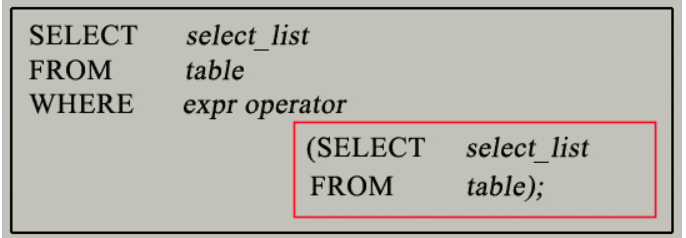 SELECT select_list
FROM table
WHERE expr operator
(SELECT select_list
FROM table);